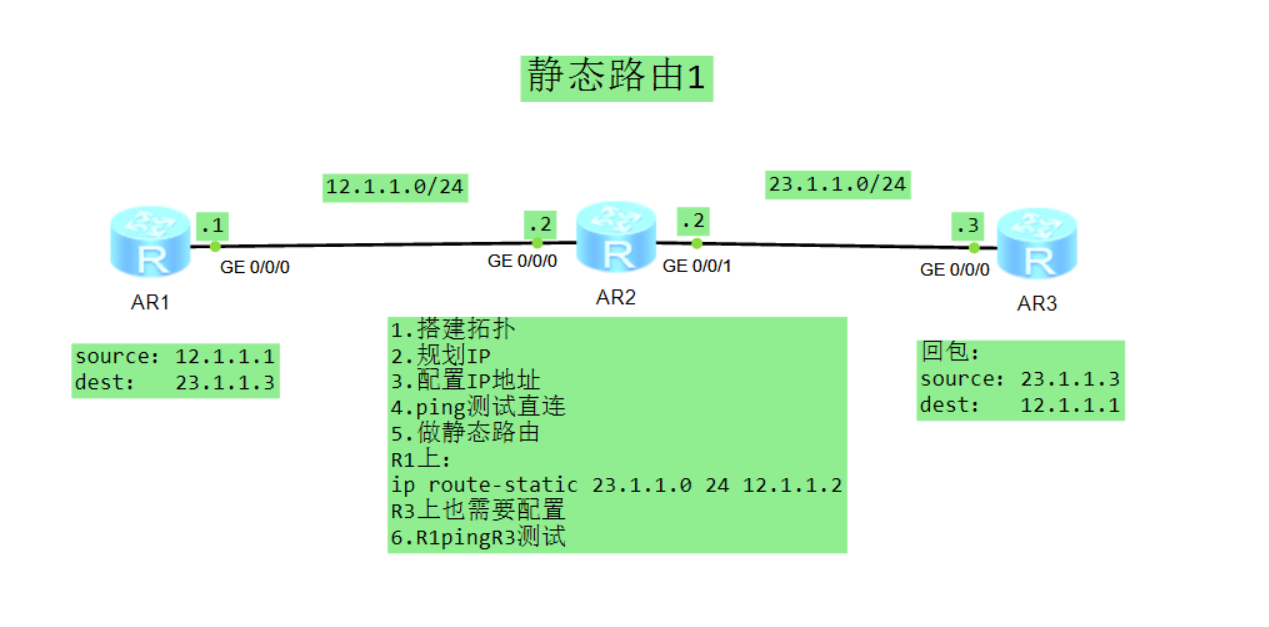 静态路由1
12.1.1.0/24
23.1.1.0/24
.1
.2
.2
.3
GE 0/0/0
GE 0/0/0
GE 0/0/1
GE 0/0/0
R
R
R
AR1
AR2
AR3
source: 12.1.1.1
dest: 23.1.1.3
1.搭建拓扑
2.规划IP
3.配置IP地址
4.ping测试直连
5.做静态路由
R1上:
ip route-static 23.1.1.0 24 12.1.1.2
R3上也需要配置
6.R1pingR3测试
回包:
source: 23.1.1.3
dest: 12.1.1.1